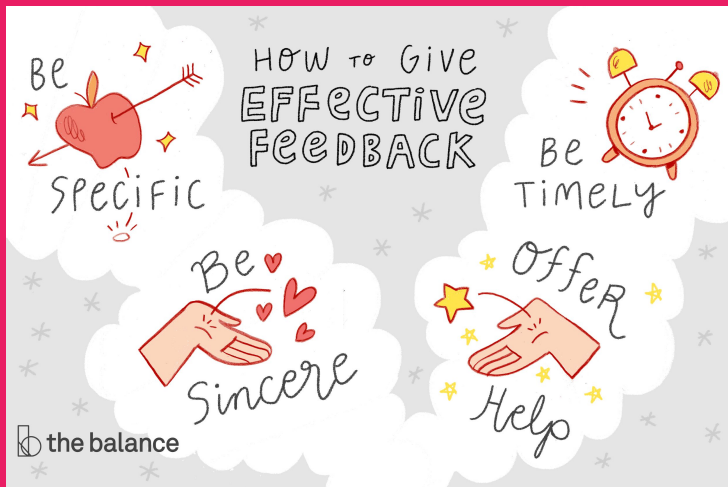 HOW TO GIVE
EFFECTIVE
FEEDBACK
BE
SPECIFIC
BE
TIMELY
Be
Sincere
OFFER
Help
the balance